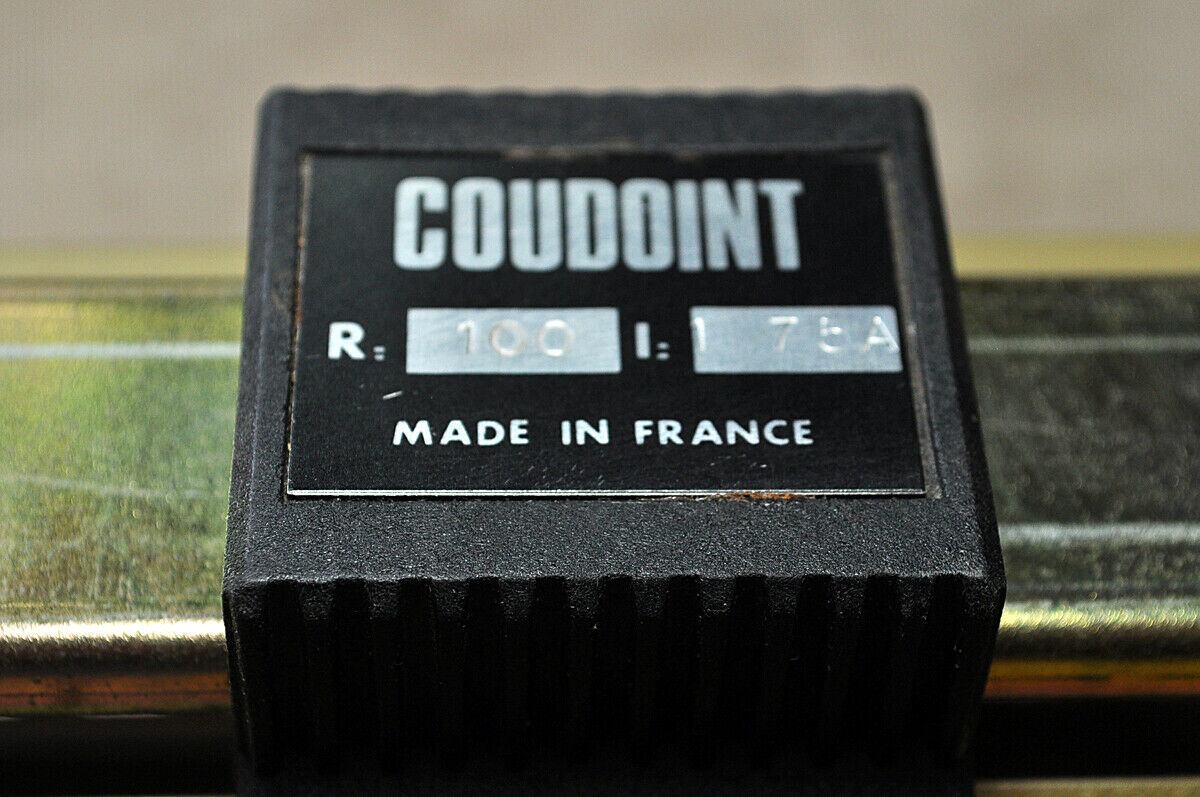 COUDOINT
R: 100 I: 1 75A
MADE IN FRANCE